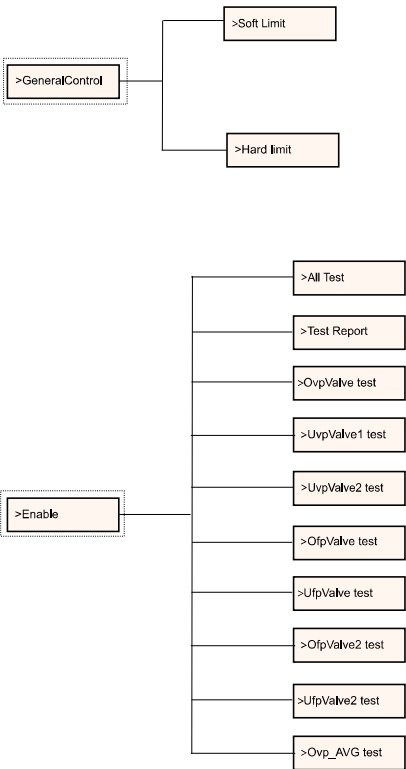 >Soft Limit
>GeneralControl
>Hard limit
>All Test
>Test Report
>OvpValve test
>UvpValve1 test
>UvpValve2 test
>Enable
>OfpValve test
>UfpValve test
>OfpValve2 test
>UfpValve2 test
>Ovp_AVG test